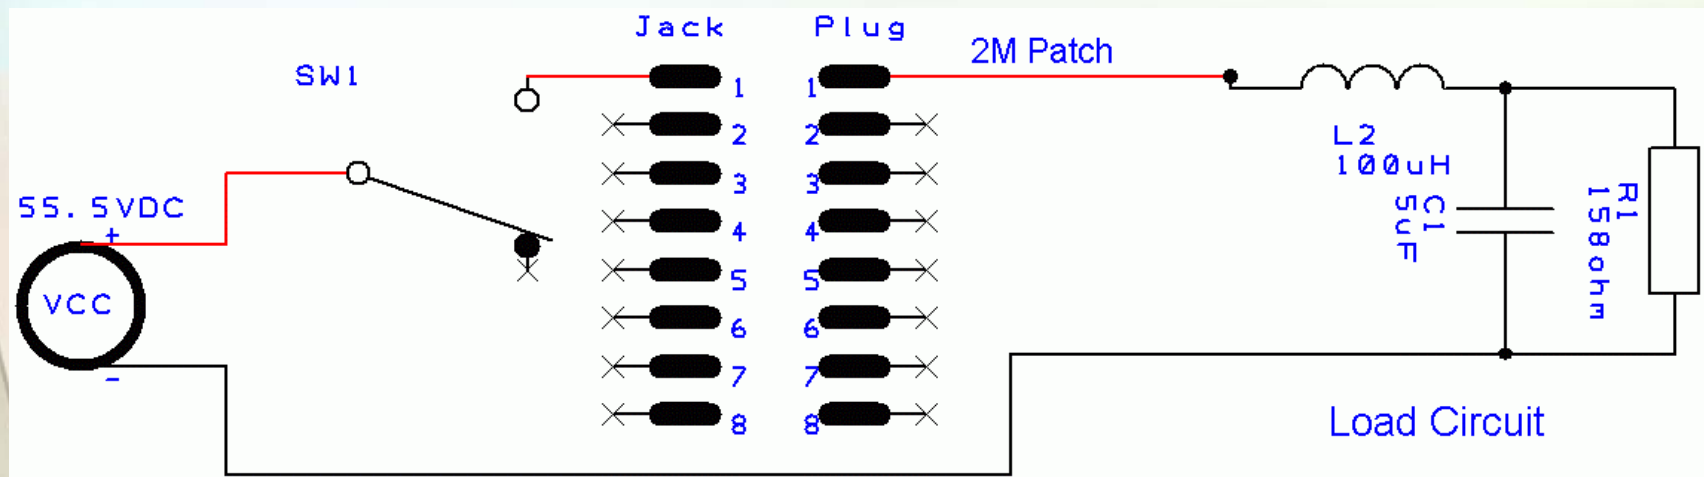 Jack
Plug
2M Patch
SW1
1
1
2
2
3
3
4
4
5
5
6
6
7
7
8
8
55.5VDC
+
VCC
-
L2
100uH
C1
5uF
R1
158ohm
Load Circuit